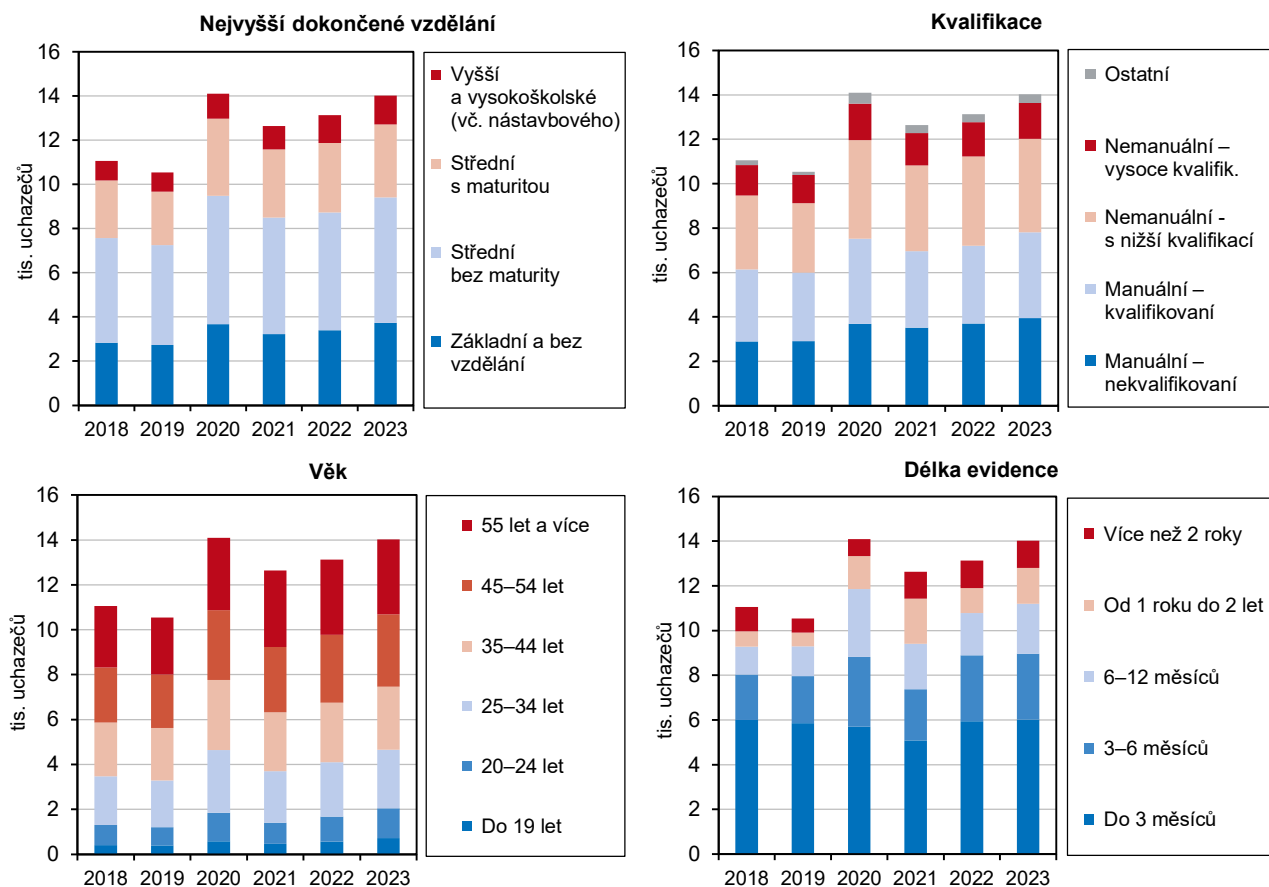 Nejvyšší dokončené vzdělání
tis. uchazečů
16
14
12
10
8
6
4
2
0
2018 2019 2020 2021 2022 2023
Vyšší
a vysokoškolské
(vč. nástavbového)
Střední
s maturitou
Střední
bez maturity
Základní a bez
vzdělání
Kvalifikace
tis. uchazečů
16
14
12
10
8
6
4
2
0
2018 2019 2020 2021 2022 2023
Ostatní
Nemanuální –
vysoce kvalifik.
Nemanuální -
s nižší kvalifikací
Manuální –
kvalifikovaní
Manuální –
nekvalifikovaní
Věk
tis. uchazečů
16
14
12
10
8
6
4
2
0
2018 2019 2020 2021 2022 2023
55 let a více
45–54 let
35–44 let
25–34 let
20–24 let
Do 19 let
Délka evidence
tis. uchazečů
16
14
12
10
8
6
4
2
0
2018 2019 2020 2021 2022 2023
Více než 2 roky
Od 1 roku do 2 let
6–12 měsíců
3–6 měsíců
Do 3 měsíců